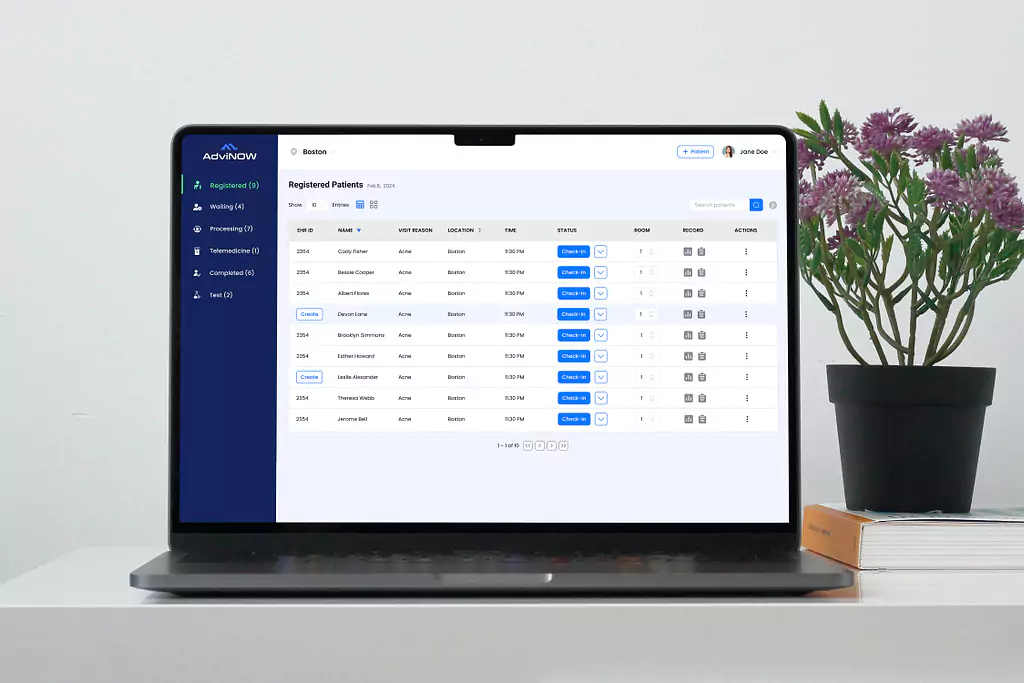 AdviNOW
Registered (9)
Waiting (4)
Processing (7)
Telemedicine (1)
Completed (6)
Test (2)
Boston
+ Patient
Jane Doe
Registered Patients Feb 8, 2024
Show 10 Entries
Search patients
EHR ID NAME VISIT REASON LOCATION TIME STATUS ROOM RECORD ACTIONS
2354 Cody Fisher Acne Boston 11:30 PM Check-In 1
2354 Bessie Cooper Acne Boston 11:30 PM Check-In 1
2354 Albert Flores Acne Boston 11:30 PM Check-In 1
Create Devon Lane Acne Boston 11:30 PM Check-In 1
2354 Brooklyn Simmons Acne Boston 11:30 PM Check-In 1
2354 Esther Howard Acne Boston 11:30 PM Check-In 1
Create Leslie Alexander Acne Boston 11:30 PM Check-In 1
2354 Theresa Webb Acne Boston 11:30 PM Check-In 1
2354 Jerome Bell Acne Boston 11:30 PM Check-In 1
1 - 1 of 10 << < > >>